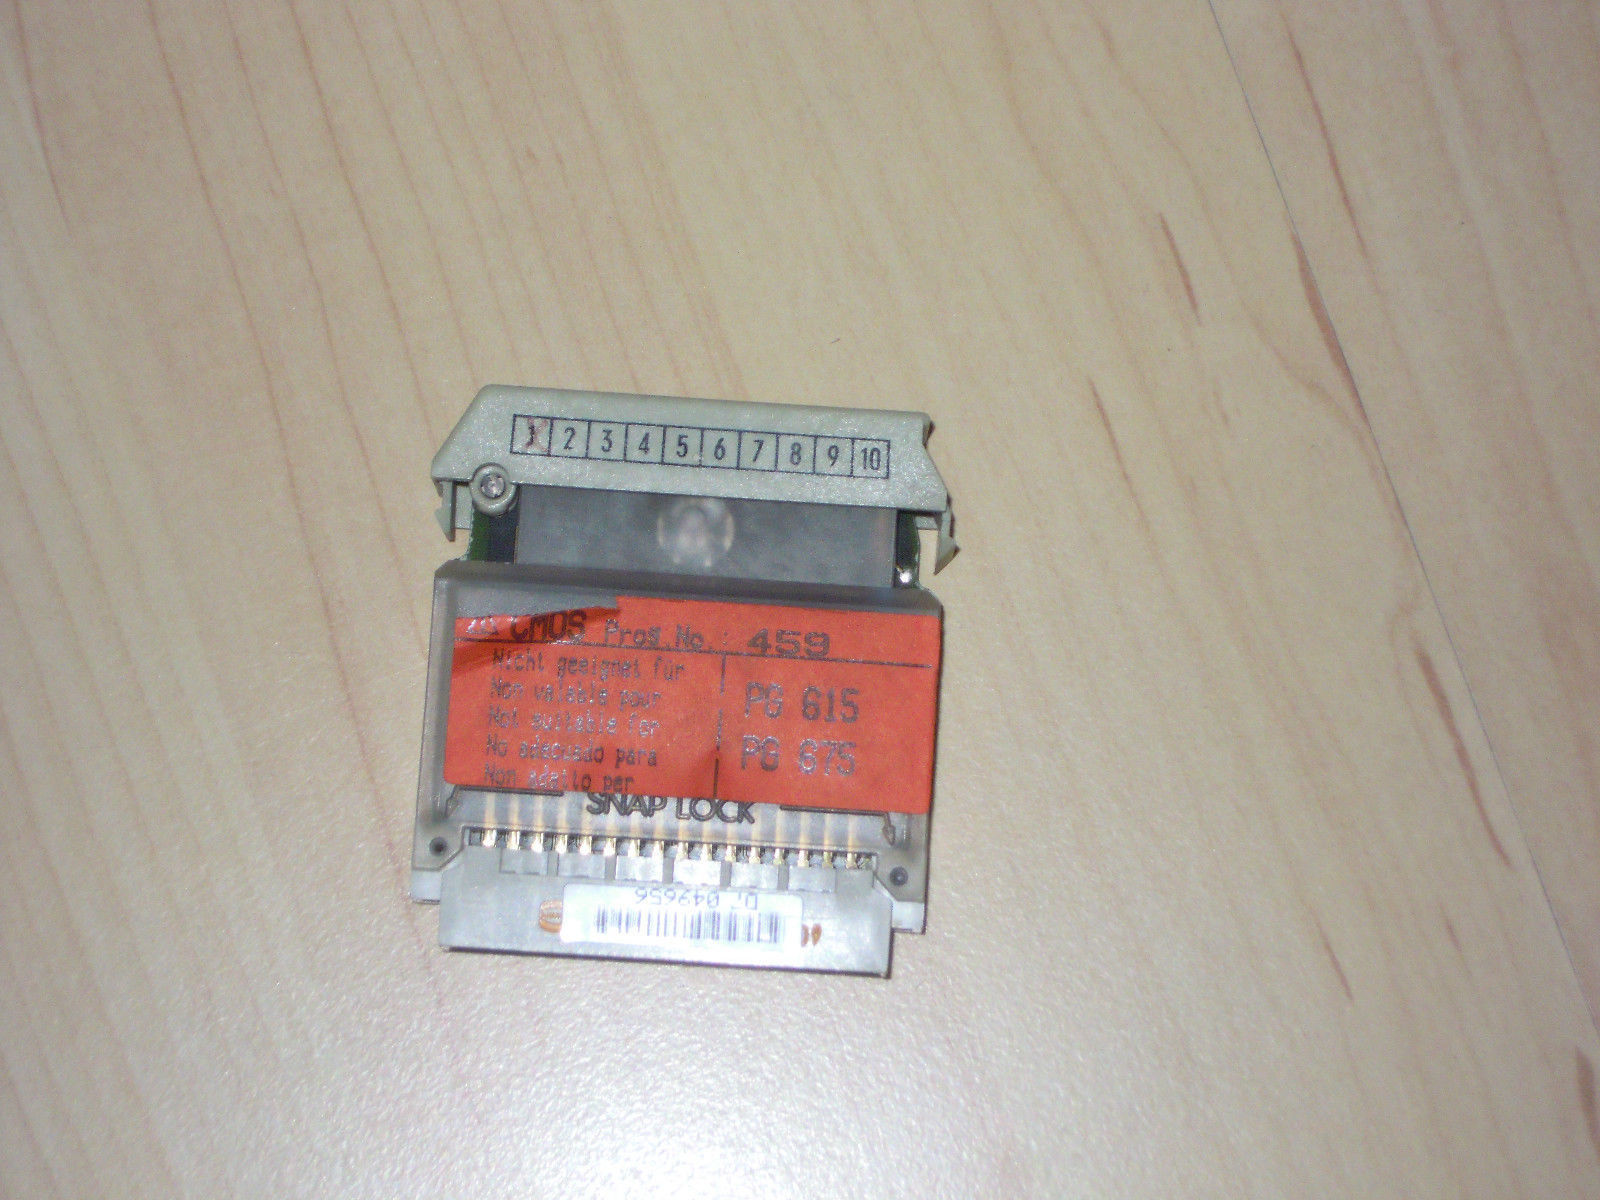 1 2 3 4 5 6 7 8 9 10
CMOS Prog.No.: 459
Nicht geeignet für
Non valable pour
Not suitable for
No adecuado para
Non adatto per
PG 615
PG 675
SNAP LOCK
049656